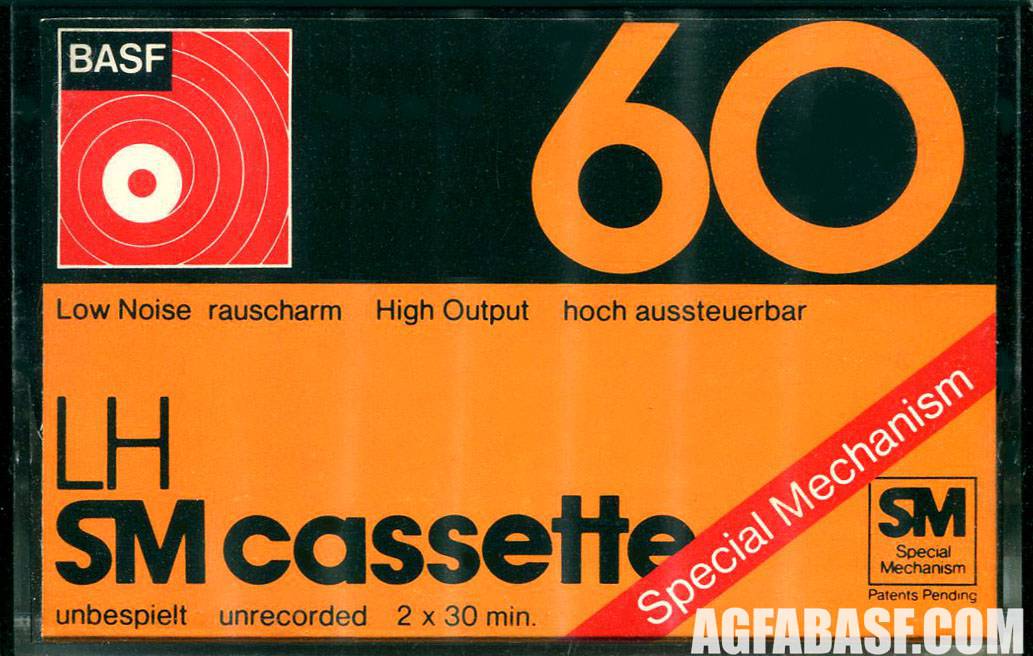 BASF
60
Low Noise rauscharm High Output hoch aussteuerbar
LH
SM cassette
Special Mechanism
SM
Special
Mechanism
Patents Pending
unbespielt unrecorded 2 x 30 min.
AGFABASF.COM